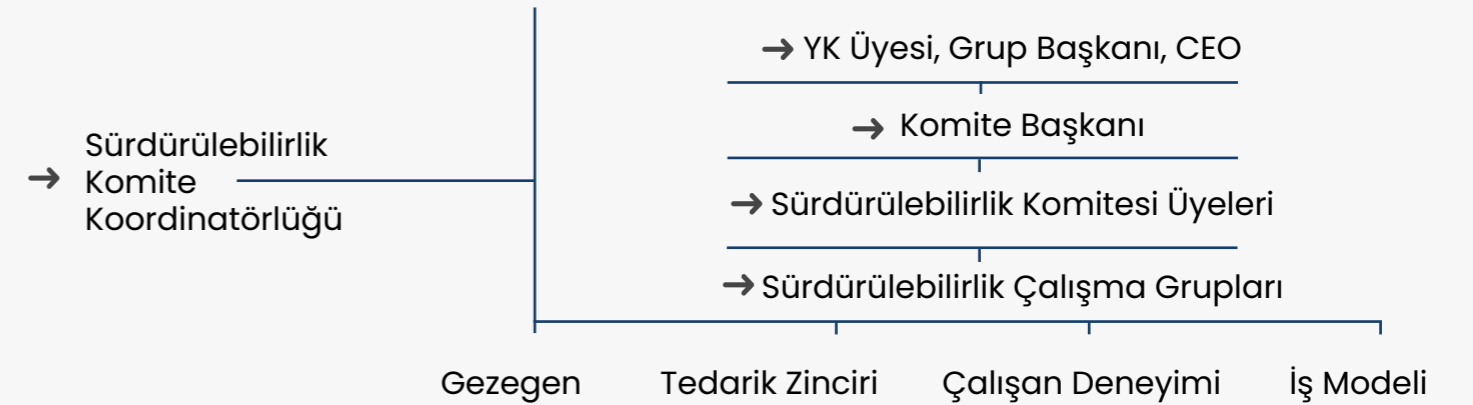 → YK Üyesi, Grup Başkanı, CEO
→ Komite Başkanı
→ Sürdürülebilirlik
Komite
Koordinatörlüğü
→ Sürdürülebilirlik Komitesi Üyeleri
→ Sürdürülebilirlik Çalışma Grupları
Gezegen
Tedarik Zinciri
Çalışan Deneyimi
İş Modeli